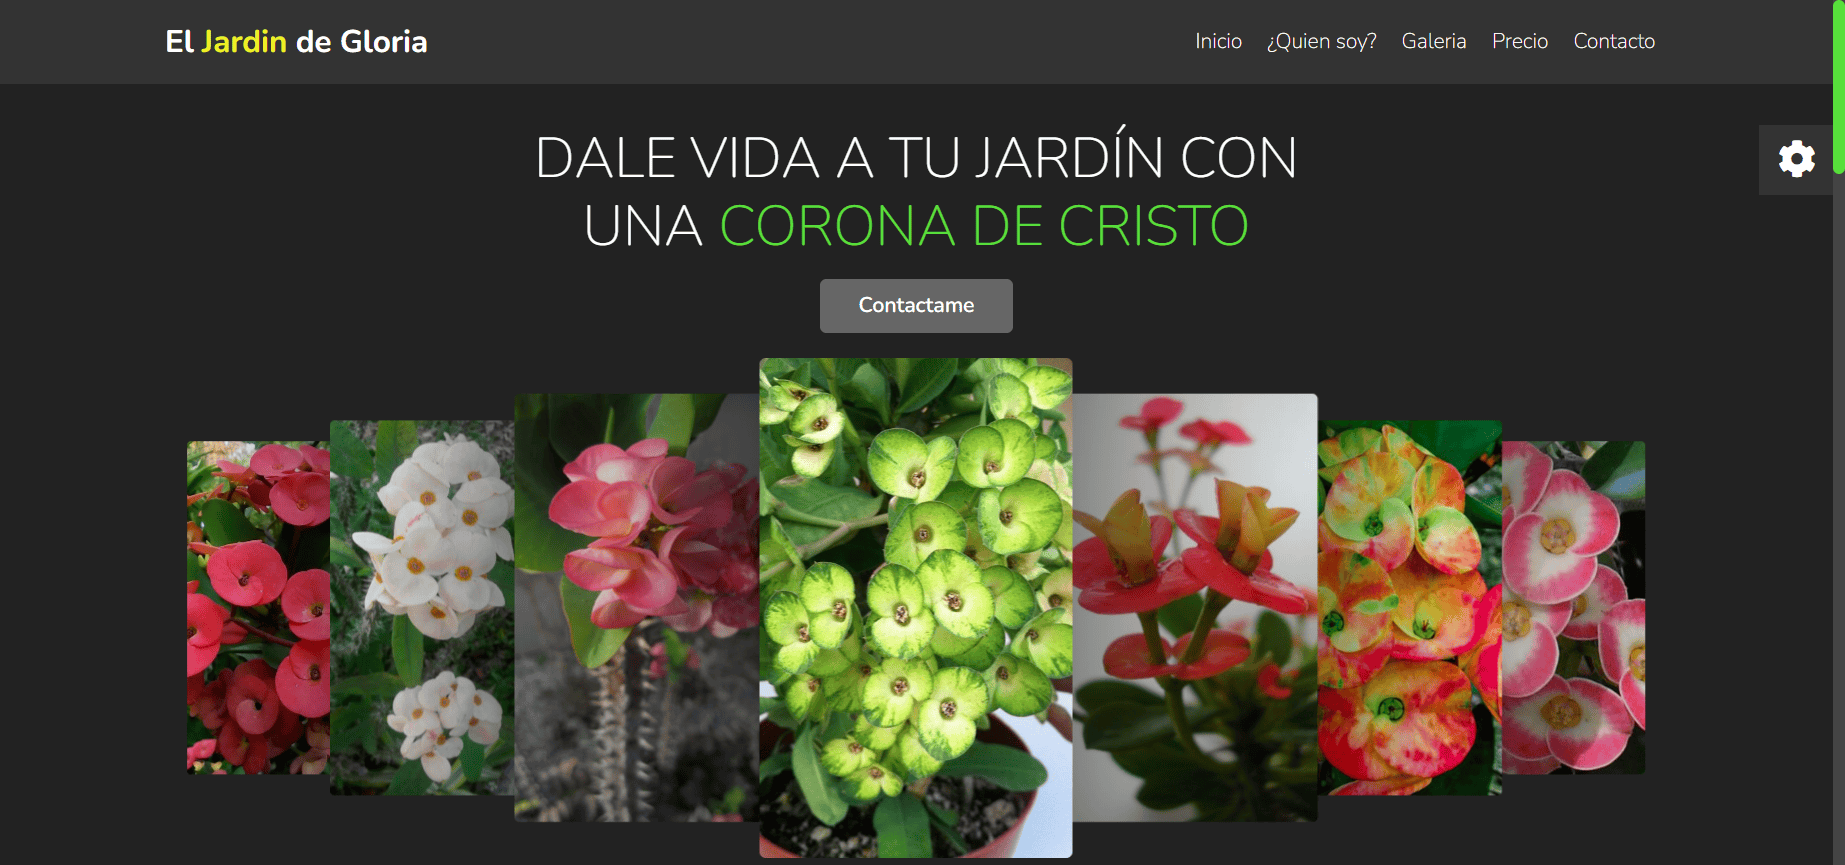 El Jardin de Gloria
Inicio ¿Quien soy? Galeria Precio Contacto
DALE VIDA A TU JARDÍN CON
UNA CORONA DE CRISTO
Contactame